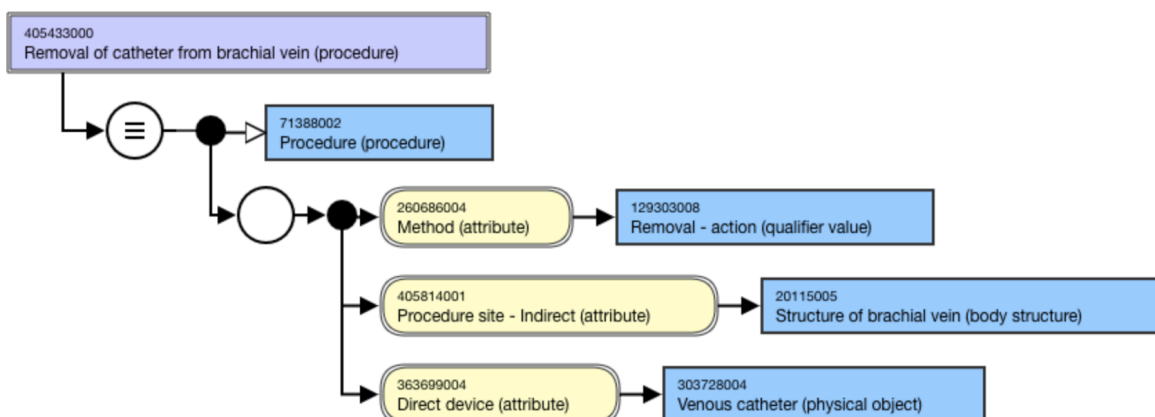 405433000
Removal of catheter from brachial vein (procedure)
71388002
Procedure (procedure)
260686004
Method (attribute)
129303008
Removal - action (qualifier value)
405814001
Procedure site - Indirect (attribute)
20115005
Structure of brachial vein (body structure)
363699004
Direct device (attribute)
303728004
Venous catheter (physical object)